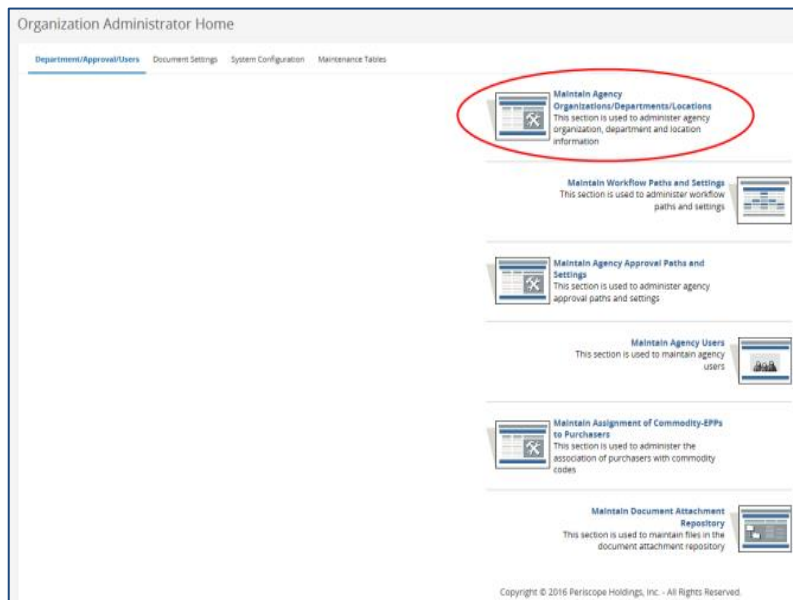 Organization Administrator Home
Department/Approval/Users Document Settings System Configuration Maintenance Tables
Maintain Agency
Organizations/Departments/Locations
This section is used to administer agency
organization, department and location
information
Maintain Workflow Paths and Settings
This section is used to administer workflow
paths and settings
Maintain Agency Approval Paths and
Settings
This section is used to administer agency
approval paths and settings
Maintain Agency Users
This section is used to maintain agency
users
Maintain Assignment of Commodity-EPPs
to Purchasers
This section is used to administer the
association of purchasers with commodity
codes
Maintain Document Attachment
Repository
This section is used to maintain files in the
document attachment repository
Copyright © 2016 Periscope Holdings, Inc. - All Rights Reserved.